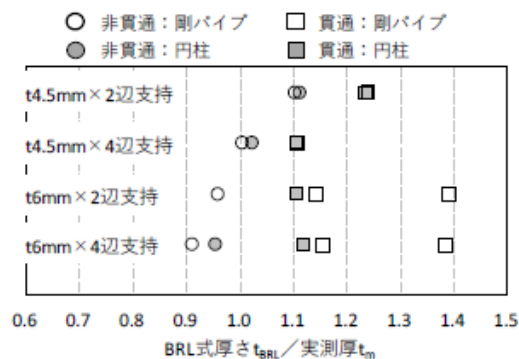 非貫通：剛パイプ 貫通：剛パイプ
非貫通：円柱 貫通：円柱
t4.5mm×2辺支持
t4.5mm×4辺支持
t6mm×2辺支持
t6mm×4辺支持
0.6 0.7 0.8 0.9 1.0 1.1 1.2 1.3 1.4 1.5
BRL式厚さtBRL／実測厚tm